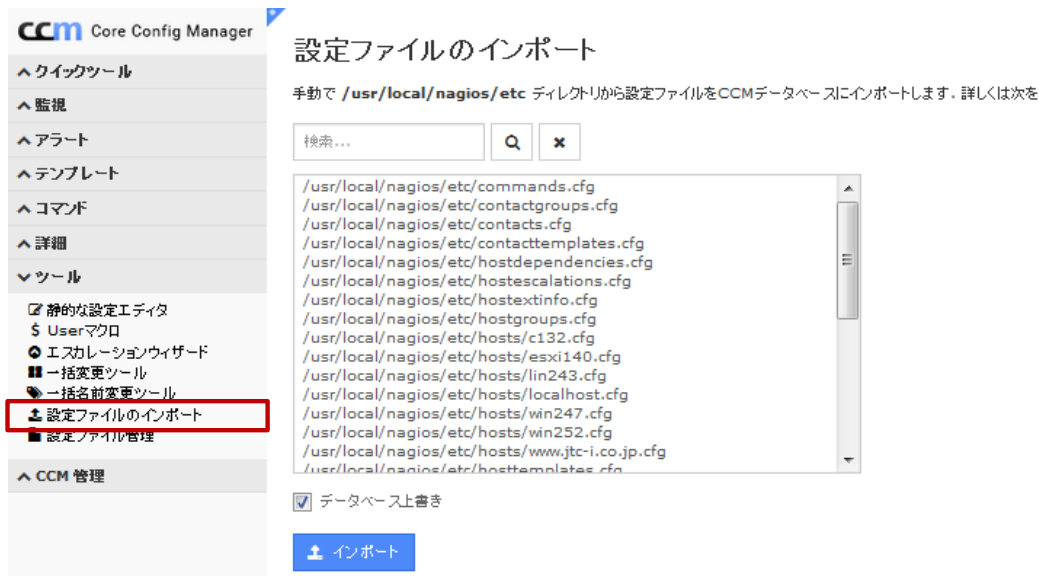 ccm Core Config Manager
クイックツール
監視
アラート
テンプレート
コマンド
詳細
ツール
静的な設定エディタ
Userマクロ
エスカレーションウィザード
一括変更ツール
一括名前変更ツール
設定ファイルのインポート
設定ファイル管理
CCM 管理
設定ファイルのインポート
手動で /usr/local/nagios/etc ディレクトリから設定ファイルをCCMデータベースにインポートします. 詳しくは次を
検索...
/usr/local/nagios/etc/commands.cfg
/usr/local/nagios/etc/contactgroups.cfg
/usr/local/nagios/etc/contacts.cfg
/usr/local/nagios/etc/contacttemplates.cfg
/usr/local/nagios/etc/hostdependencies.cfg
/usr/local/nagios/etc/hostescalations.cfg
/usr/local/nagios/etc/hostextinfo.cfg
/usr/local/nagios/etc/hostgroups.cfg
/usr/local/nagios/etc/hosts/c132.cfg
/usr/local/nagios/etc/hosts/esxi140.cfg
/usr/local/nagios/etc/hosts/lin243.cfg
/usr/local/nagios/etc/hosts/localhost.cfg
/usr/local/nagios/etc/hosts/win247.cfg
/usr/local/nagios/etc/hosts/win252.cfg
/usr/local/nagios/etc/hosts/www.jtc-i.co.jp.cfg
/usr/local/nagios/etc/hosttemplates.cfg
データベース上書き
インポート